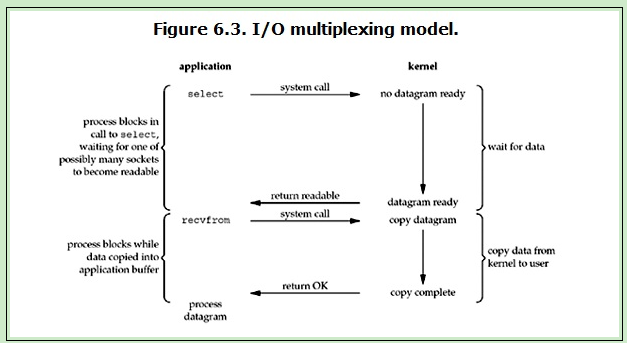 Figure 6.3. I/O multiplexing model.
application
kernel
select
system call
no datagram ready
process blocks in
call to select,
waiting for one of
possibly many sockets
to become readable
wait for data
return readable
datagram ready
recvfrom
system call
copy datagram
process blocks while
data copied into
application buffer
copy data from
kernel to user
return OK
copy complete
process
datagram